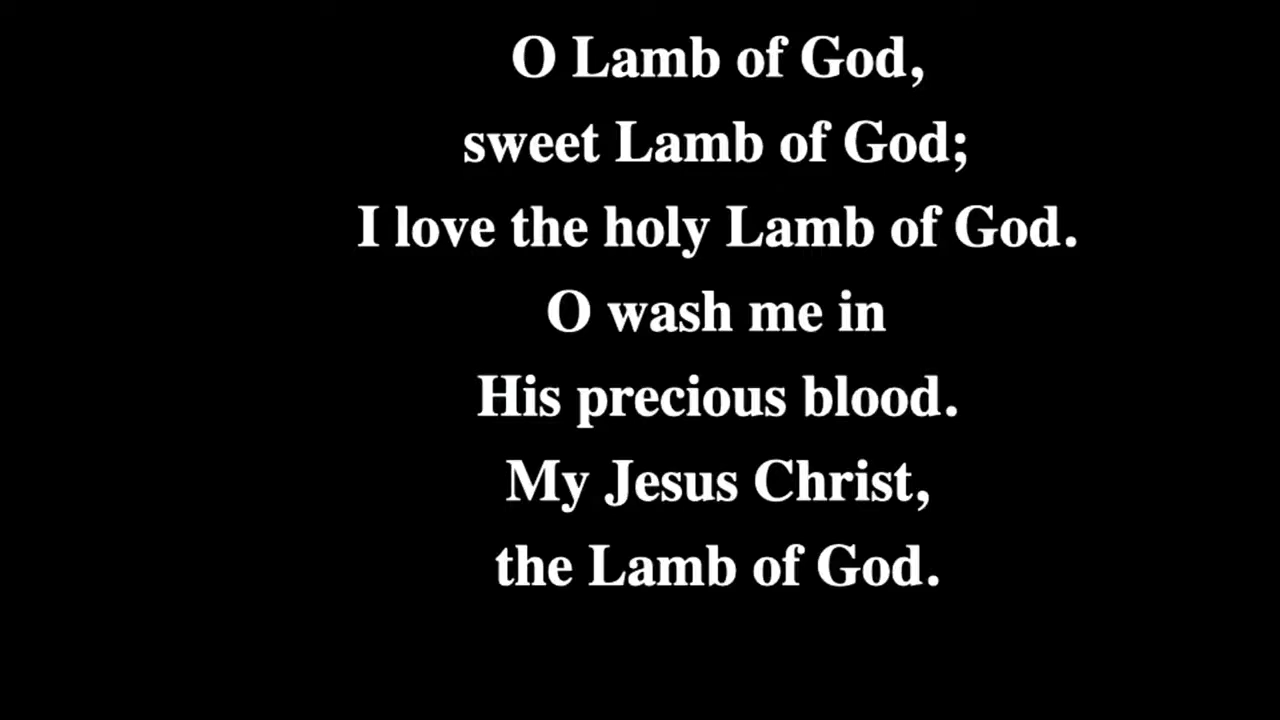 O Lamb of God,
sweet Lamb of God;
I love the holy Lamb of God.
O wash me in
His precious blood.
My Jesus Christ,
the Lamb of God.